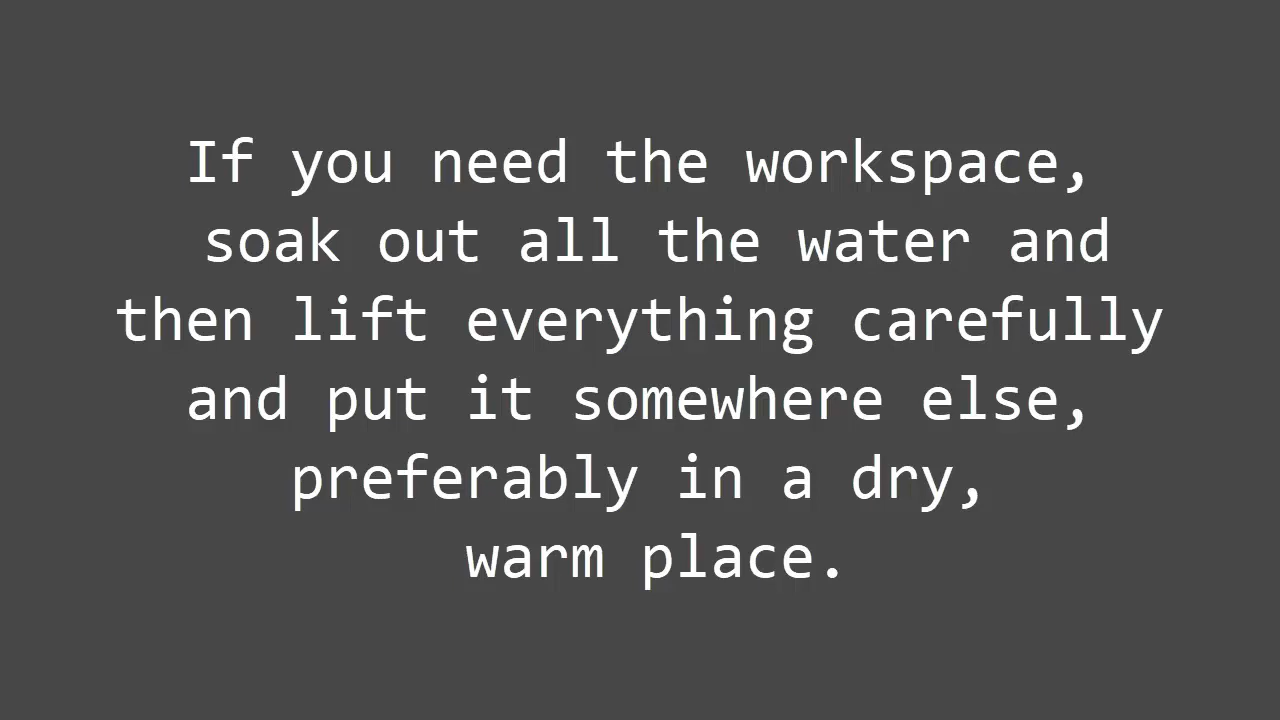 If you need the workspace,
soak out all the water and
then lift everything carefully
and put it somewhere else,
preferably in a dry,
warm place.